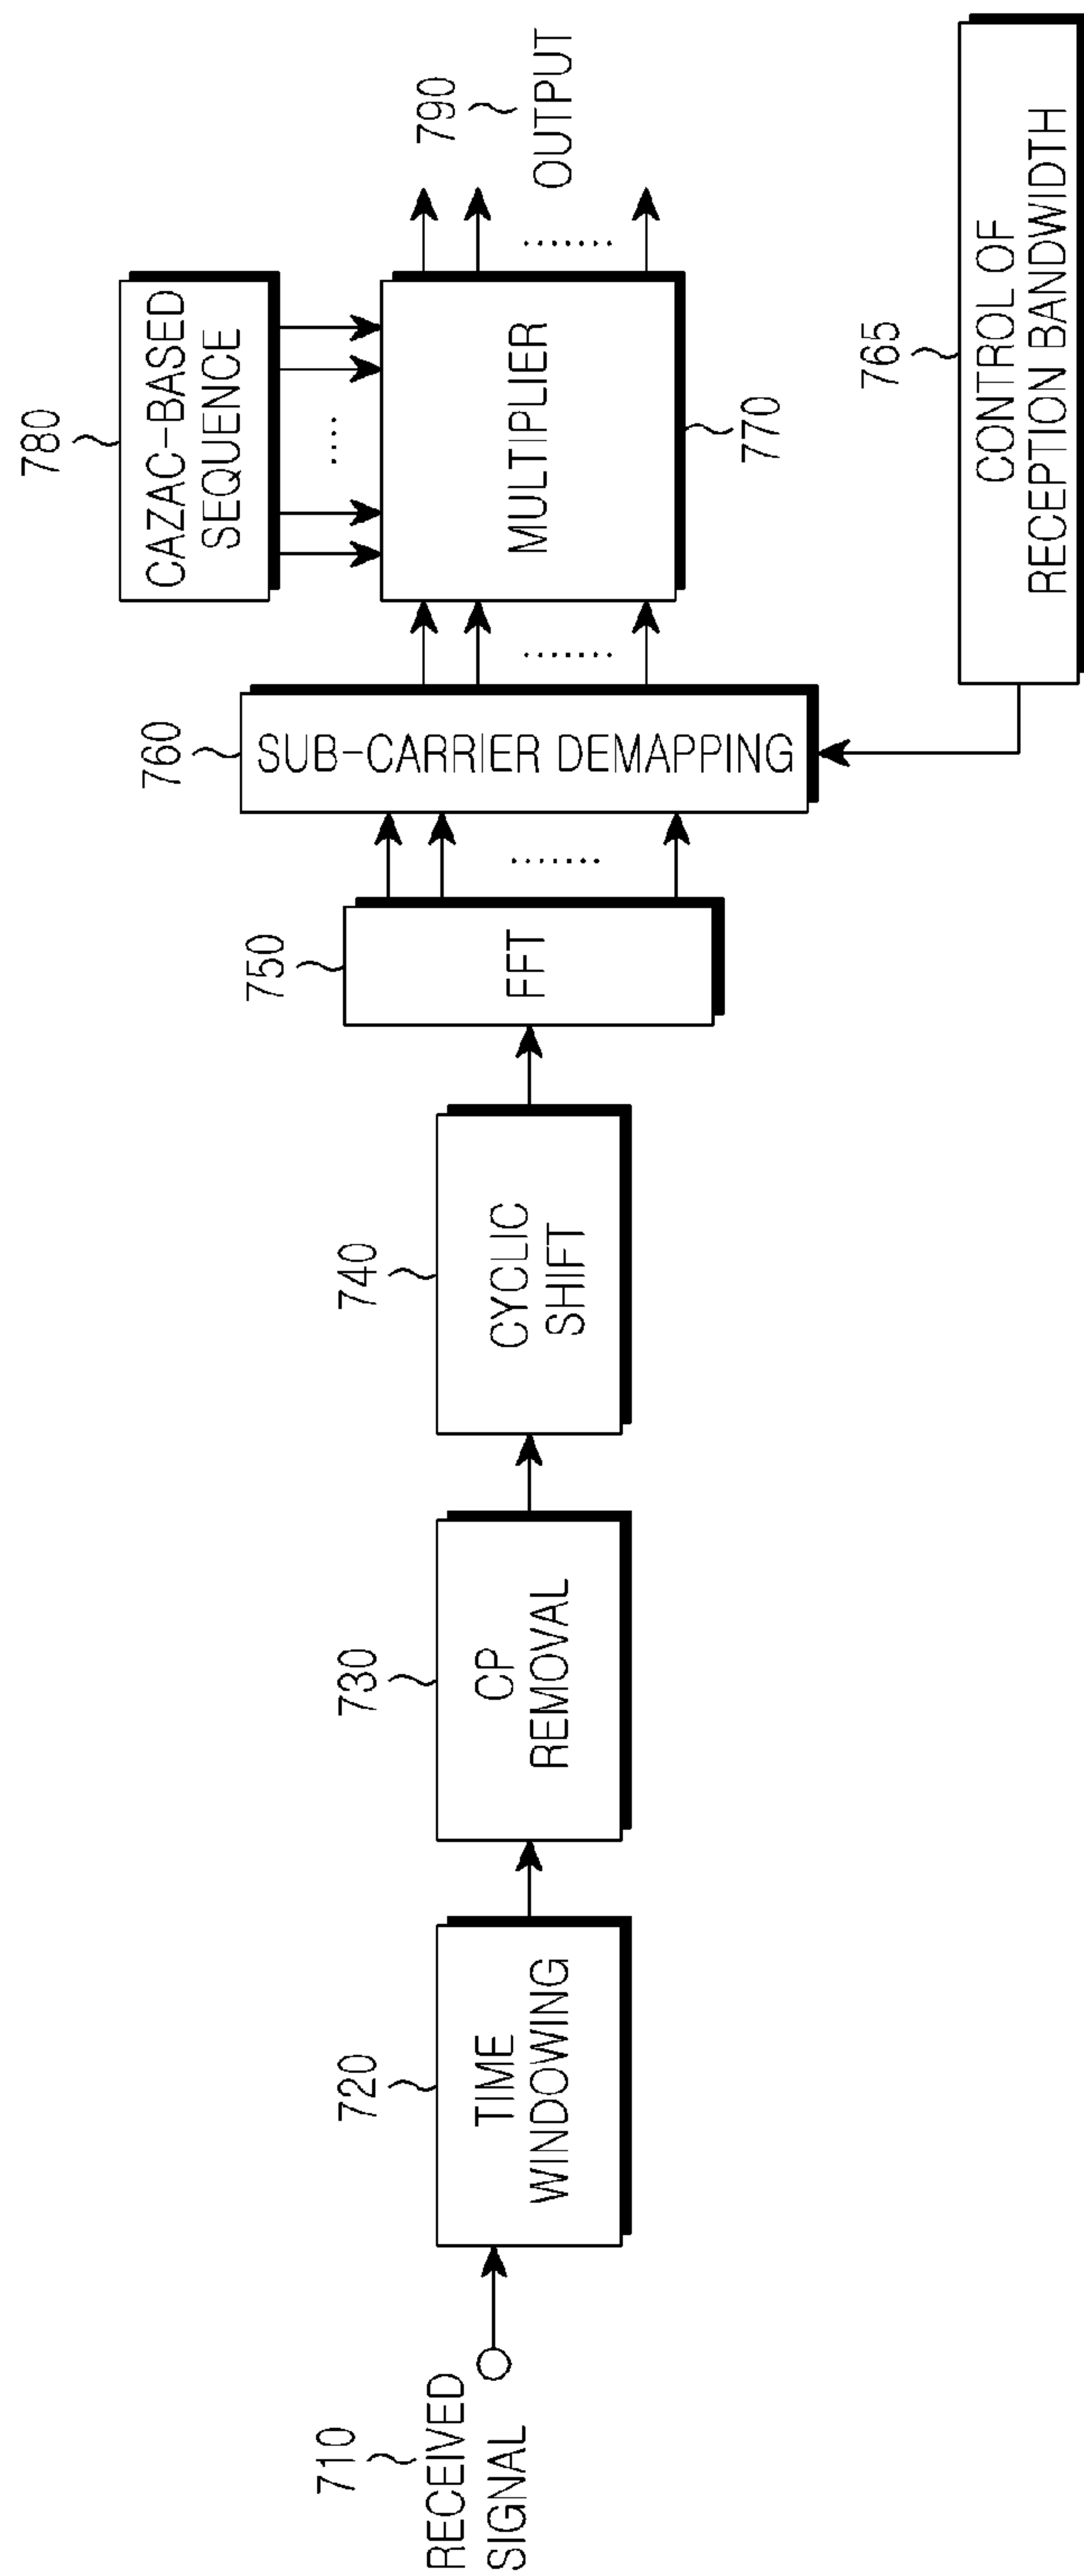 710
RECEIVED
SIGNAL
720
TIME
WINDOWING
730
CP
REMOVAL
740
CYCLIC
SHIFT
750
FFT
.......
760
SUB-CARRIER DEMAPPING
.......
780
CAZAC-BASED
SEQUENCE
....
MULTIPLIER
770
.......
790
OUTPUT
765
CONTROL OF
RECEPTION BANDWIDTH